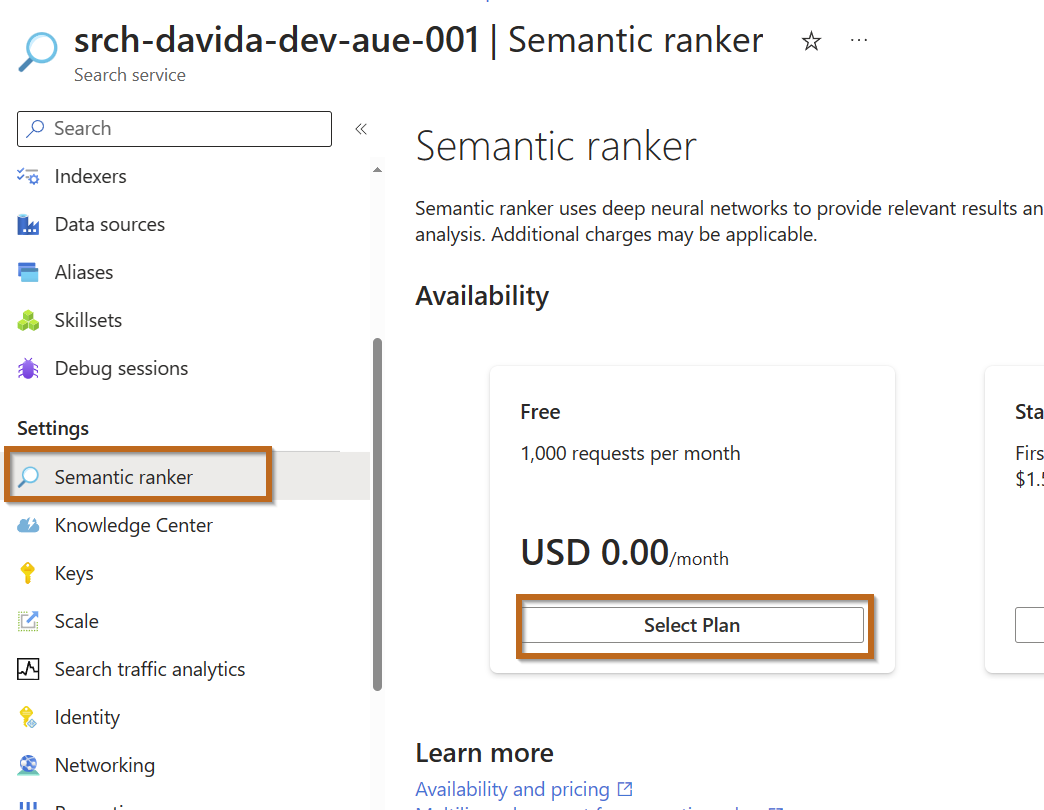 srch-davida-dev-aue-001 | Semantic ranker
Search service
Search
Indexers
Data sources
Aliases
Skillsets
Debug sessions
Settings
Semantic ranker
Knowledge Center
Keys
Scale
Search traffic analytics
Identity
Networking
Semantic ranker
Semantic ranker uses deep neural networks to provide relevant results an
analysis. Additional charges may be applicable.
Availability
Free
1,000 requests per month
USD 0.00/month
Select Plan
Sta
Firs
Learn more
Availability and pricing